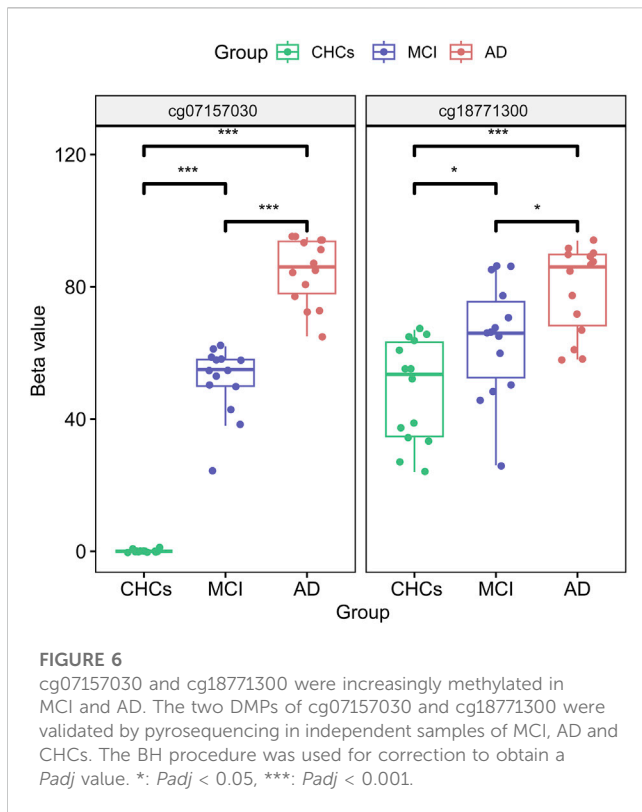 Group CHCs MCI AD
cg07157030 cg18771300
*** ***
*** *
*** *
120
80
40
0
Beta value
CHCs MCI AD CHCs MCI AD
Group
FIGURE 6
cg07157030 and cg18771300 were increasingly methylated in
MCI and AD. The two DMPs of cg07157030 and cg18771300 were
validated by pyrosequencing in independent samples of MCI, AD and
CHCs. The BH procedure was used for correction to obtain a
Padj value. *: Padj < 0.05, ***: Padj < 0.001.